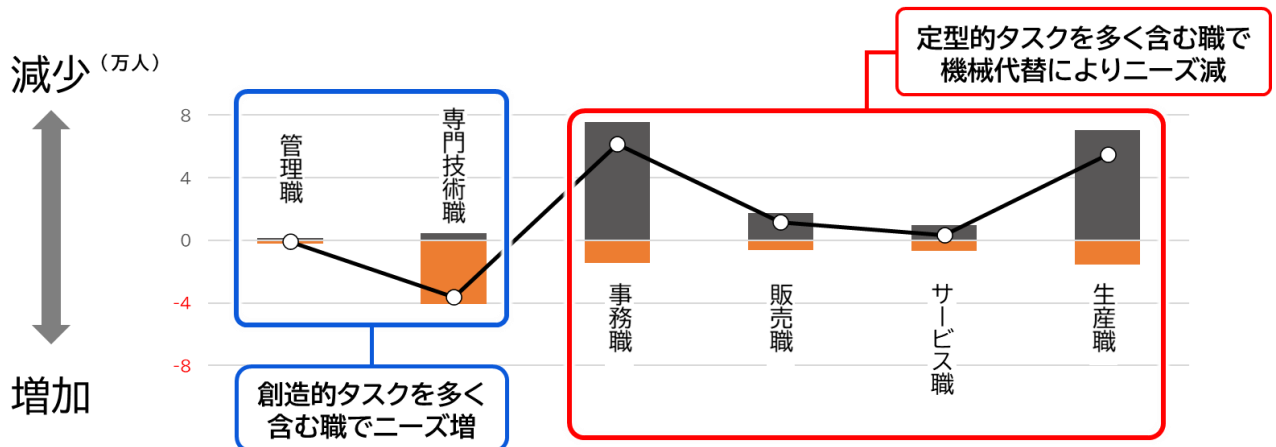 定型的タスクを多く含む職で
機械代替によりニーズ減
減少（万人）
8
4
0
-4
-8
管理職
専門技術職
事務職
販売職
サービス職
生産職
増加
創造的タスクを多く
含む職でニーズ増